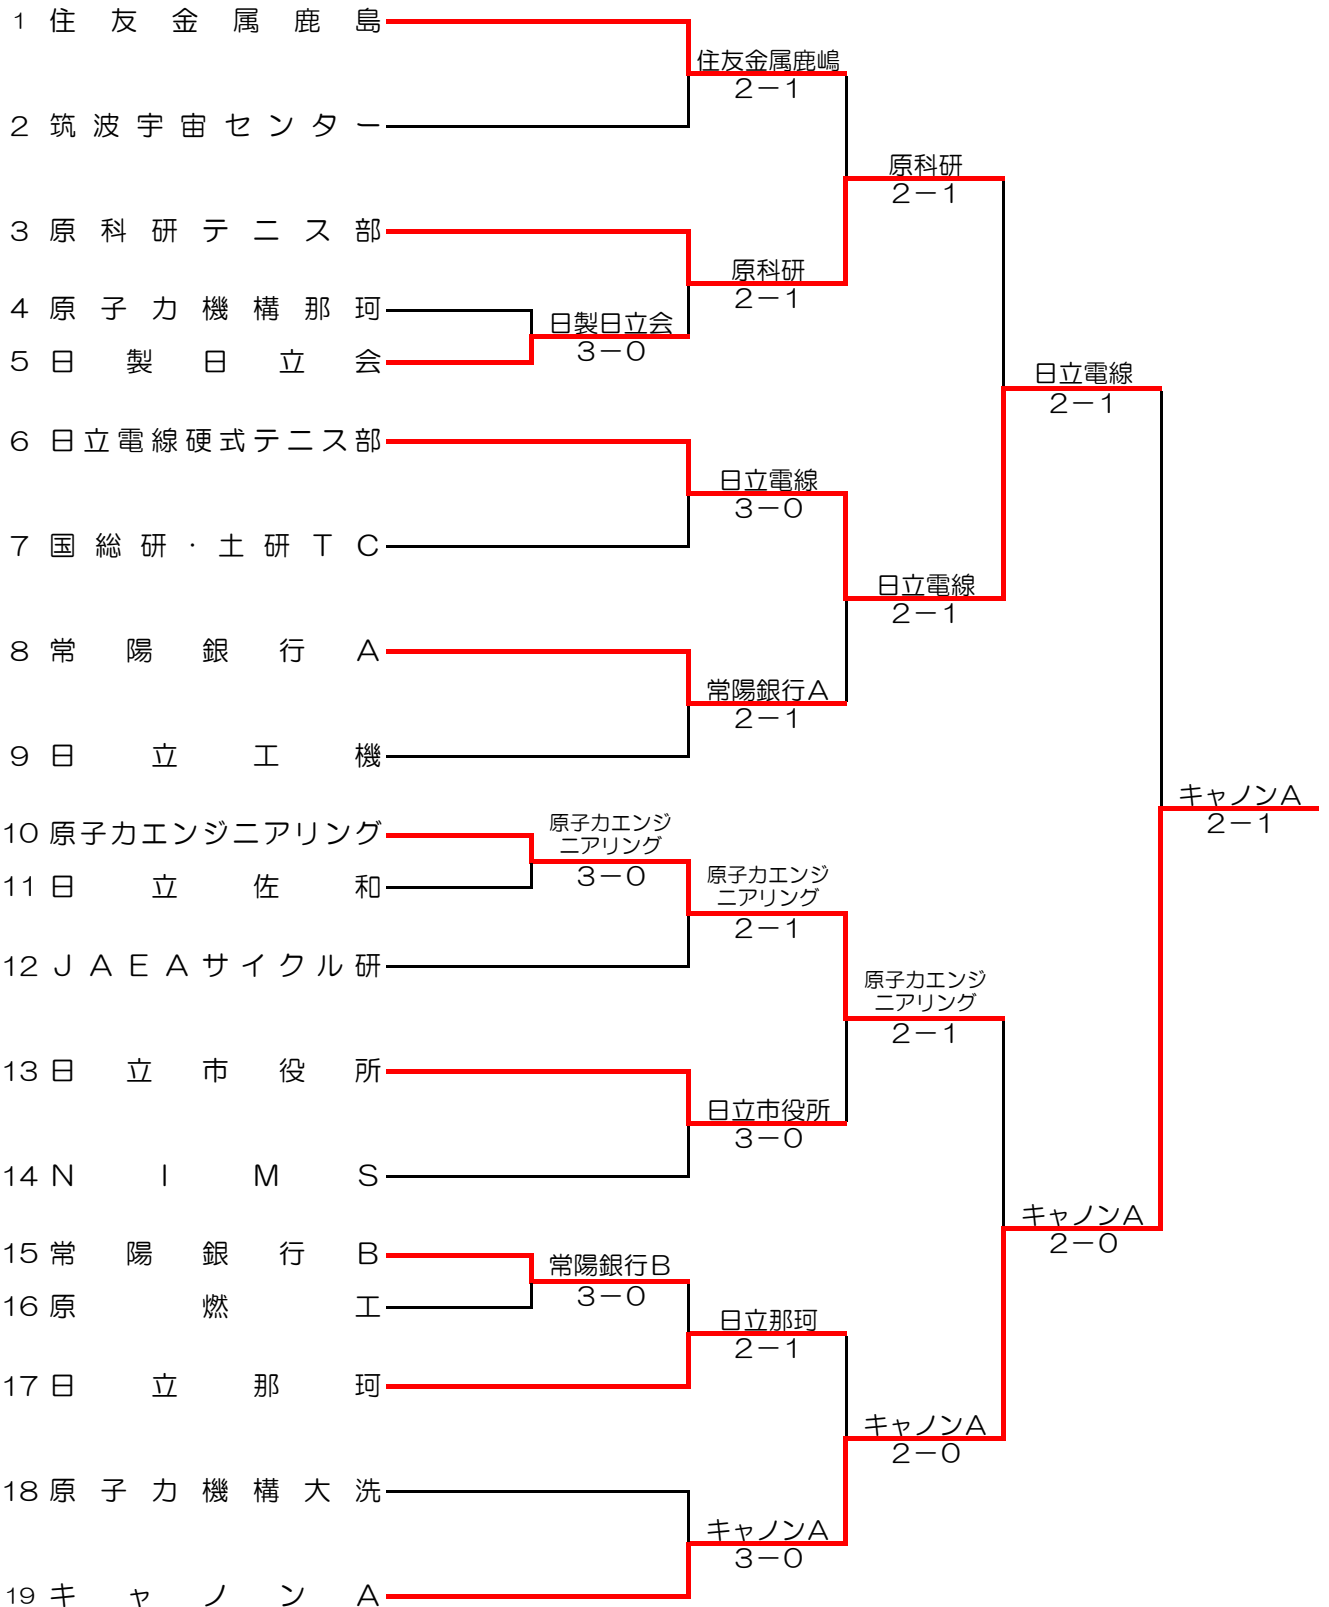 1 住友金属鹿島
住友金属鹿嶋
2－1
2 筑波宇宙センター
原科研
2－1
3 原科研テニス部
原科研
2－1
4 原子力機構那珂
日製日立会
3－0
5 日製日立会
日立電線
2－1
6 日立電線硬式テニス部
日立電線
3－0
7 国総研・土研TC
日立電線
2－1
8 常陽銀行A
常陽銀行A
2－1
9 日立工機
キャノンA
2－1
10 原子力エンジニアリング
原子力エンジ
ニアリング
3－0
11 日立佐和
原子力エンジ
ニアリング
2－1
12 JAEAサイクル研
原子力エンジ
ニアリング
2－1
13 日立市役所
日立市役所
3－0
14 NIMS
キャノンA
2－0
15 常陽銀行B
常陽銀行B
3－0
16 原燃工
日立那珂
2－1
17 日立那珂
キャノンA
2－0
18 原子力機構大洗
キャノンA
3－0
19 キャノンA